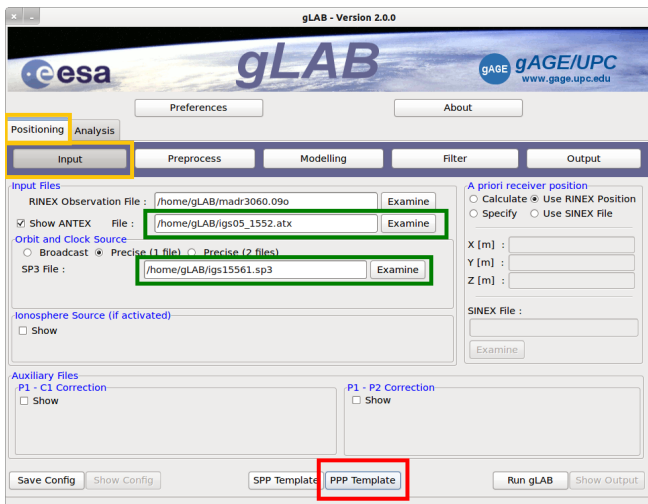 gLAB - Version 2.0.0
esa
gLAB
gAGE
gAGE/UPC
www.gage.upc.edu
Preferences
About
Positioning
Analysis
Input
Preprocess
Modelling
Filter
Output
Input Files
RINEX Observation File :
/home/gLAB/madr3060.09o
Examine
Show ANTEX File :
/home/gLAB/igs05_1552.atx
Examine
Orbit and Clock Source
Broadcast
Precise (1 file)
Precise (2 files)
SP3 File :
/home/gLAB/igs15561.sp3
Examine
Ionosphere Source (if activated)
Show
A priori receiver position
Calculate
Use RINEX Position
Specify
Use SINEX File
X [m] :
Y [m] :
Z [m] :
SINEX File :
Examine
Auxiliary Files
P1 - C1 Correction
Show
P1 - P2 Correction
Show
Save Config
Show Config
SPP Template
PPP Template
Run gLAB
Show Output